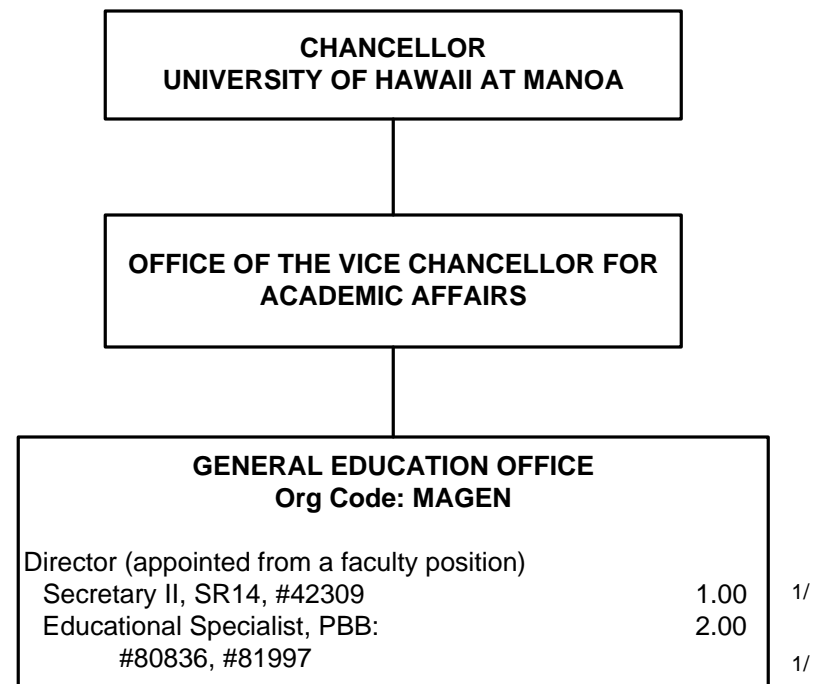 CHANCELLOR
UNIVERSITY OF HAWAII AT MANOA
OFFICE OF THE VICE CHANCELLOR FOR
ACADEMIC AFFAIRS
GENERAL EDUCATION OFFICE
Org Code: MAGEN
Director (appointed from a faculty position)
Secretary II, SR14, #42309 1.00 1/
Educational Specialist, PBB: 2.00
#80836, #81997 1/